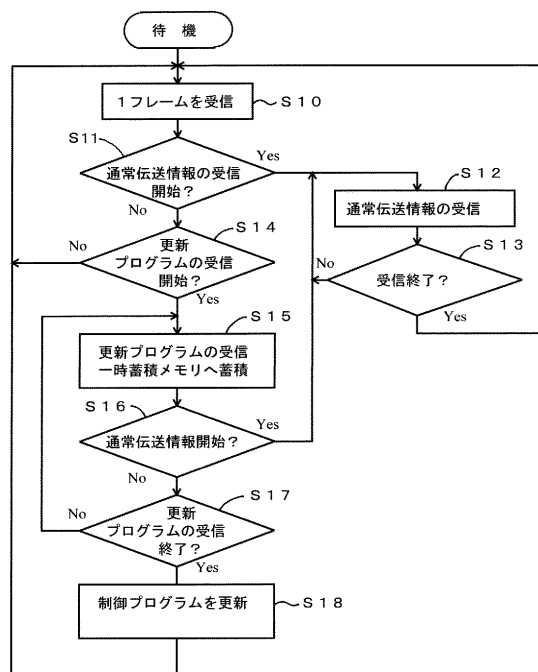 待 機
１フレームを受信
Ｓ１０
Ｓ11
通常伝送情報の受信
開始？
Yes
No
Ｓ１２
通常伝送情報の受信
Ｓ１３
受信終了？
No
Yes
Ｓ１４
更新
プログラムの受信
開始？
No
Yes
Ｓ１５
更新プログラムの受信
一時蓄積メモリへ蓄積
Ｓ１６
通常伝送情報開始？
Yes
No
Ｓ１７
更新
プログラムの受信
終了？
No
Yes
制御プログラムを更新
Ｓ１８